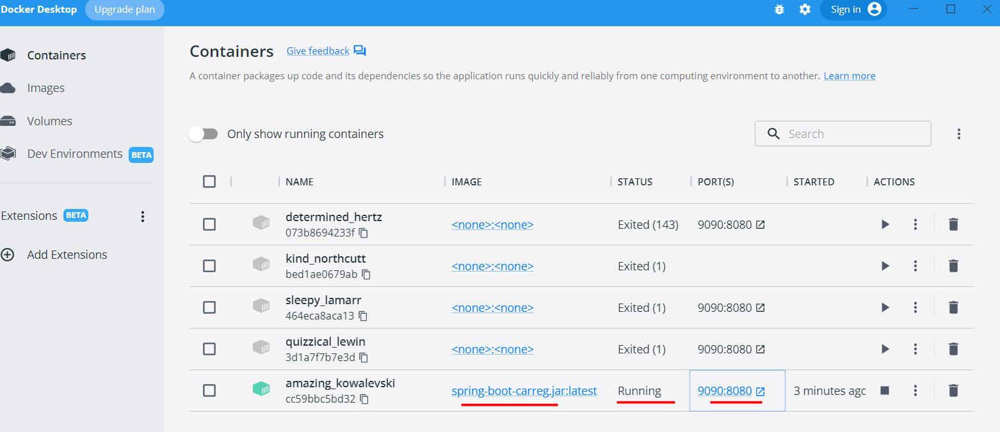 Docker Desktop Upgrade plan Sign in
Containers
Images
Volumes
Dev Environments BETA
Extensions BETA
Add Extensions
Containers Give feedback
A container packages up code and its dependencies so the application runs quickly and reliably from one computing environment to another. Learn more
Only show running containers Search
NAME IMAGE STATUS PORT(S) STARTED ACTIONS
determined_hertz
073b8694233f <none>:<none> Exited (143) 9090:8080
kind_northcutt
bed1ae0679ab <none>:<none> Exited (1)
sleepy_lamarr
464eca8aca13 <none>:<none> Exited (1) 9090:8080
quizzical_lewin
3d1a7f7b7e3d <none>:<none> Exited (1) 9090:8080
amazing_kowalevski
cc59bbc5bd32 spring-boot-carreg.jar:latest Running 9090:8080 3 minutes ago